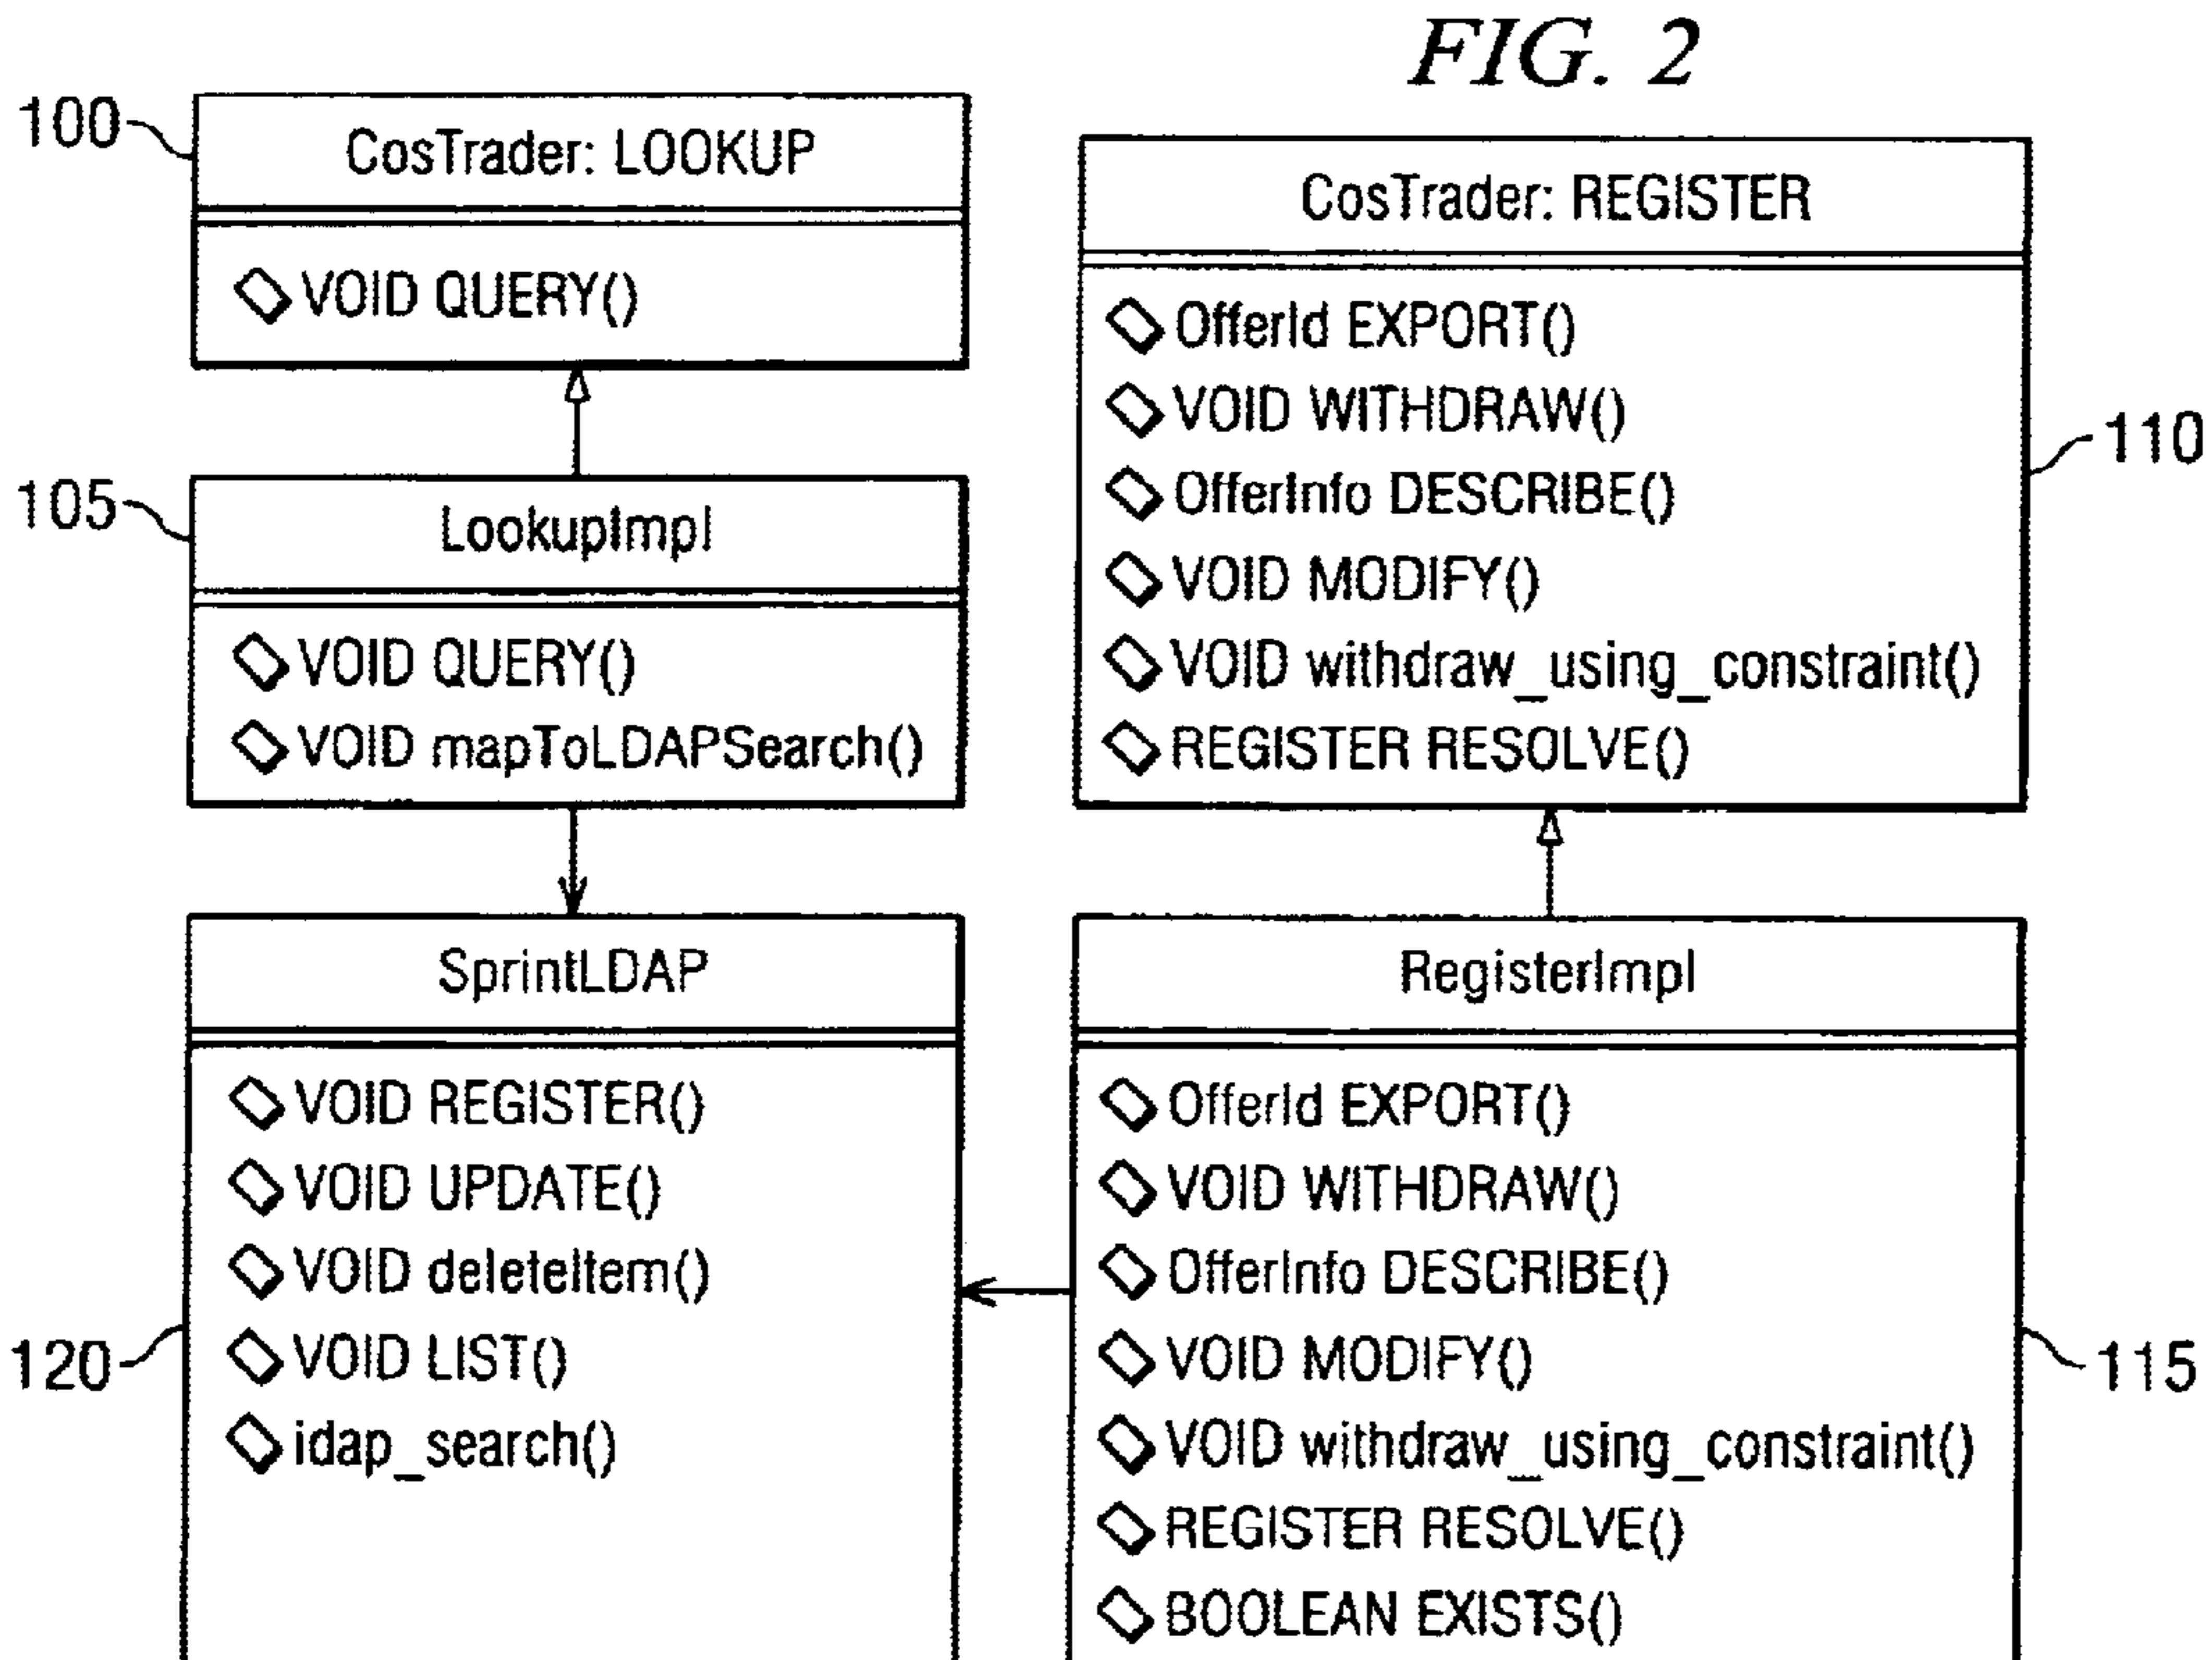 FIG. 2
100
CosTrader: LOOKUP
VOID QUERY()
105
LookupImpl
VOID QUERY()
VOID mapToLDAPSearch()
CosTrader: REGISTER
OfferId EXPORT()
VOID WITHDRAW()
OfferInfo DESCRIBE()
VOID MODIFY()
VOID withdraw_using_constraint()
REGISTER RESOLVE()
110
SprintLDAP
VOID REGISTER()
VOID UPDATE()
VOID deleteItem()
VOID LIST()
idap_search()
120
RegisterImpl
OfferId EXPORT()
VOID WITHDRAW()
OfferInfo DESCRIBE()
VOID MODIFY()
VOID withdraw_using_constraint()
REGISTER RESOLVE()
BOOLEAN EXISTS()
115